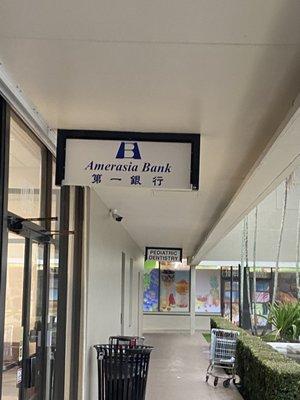 B
Amerasia Bank
第一銀行
PEDIATRIC
DENTISTRY